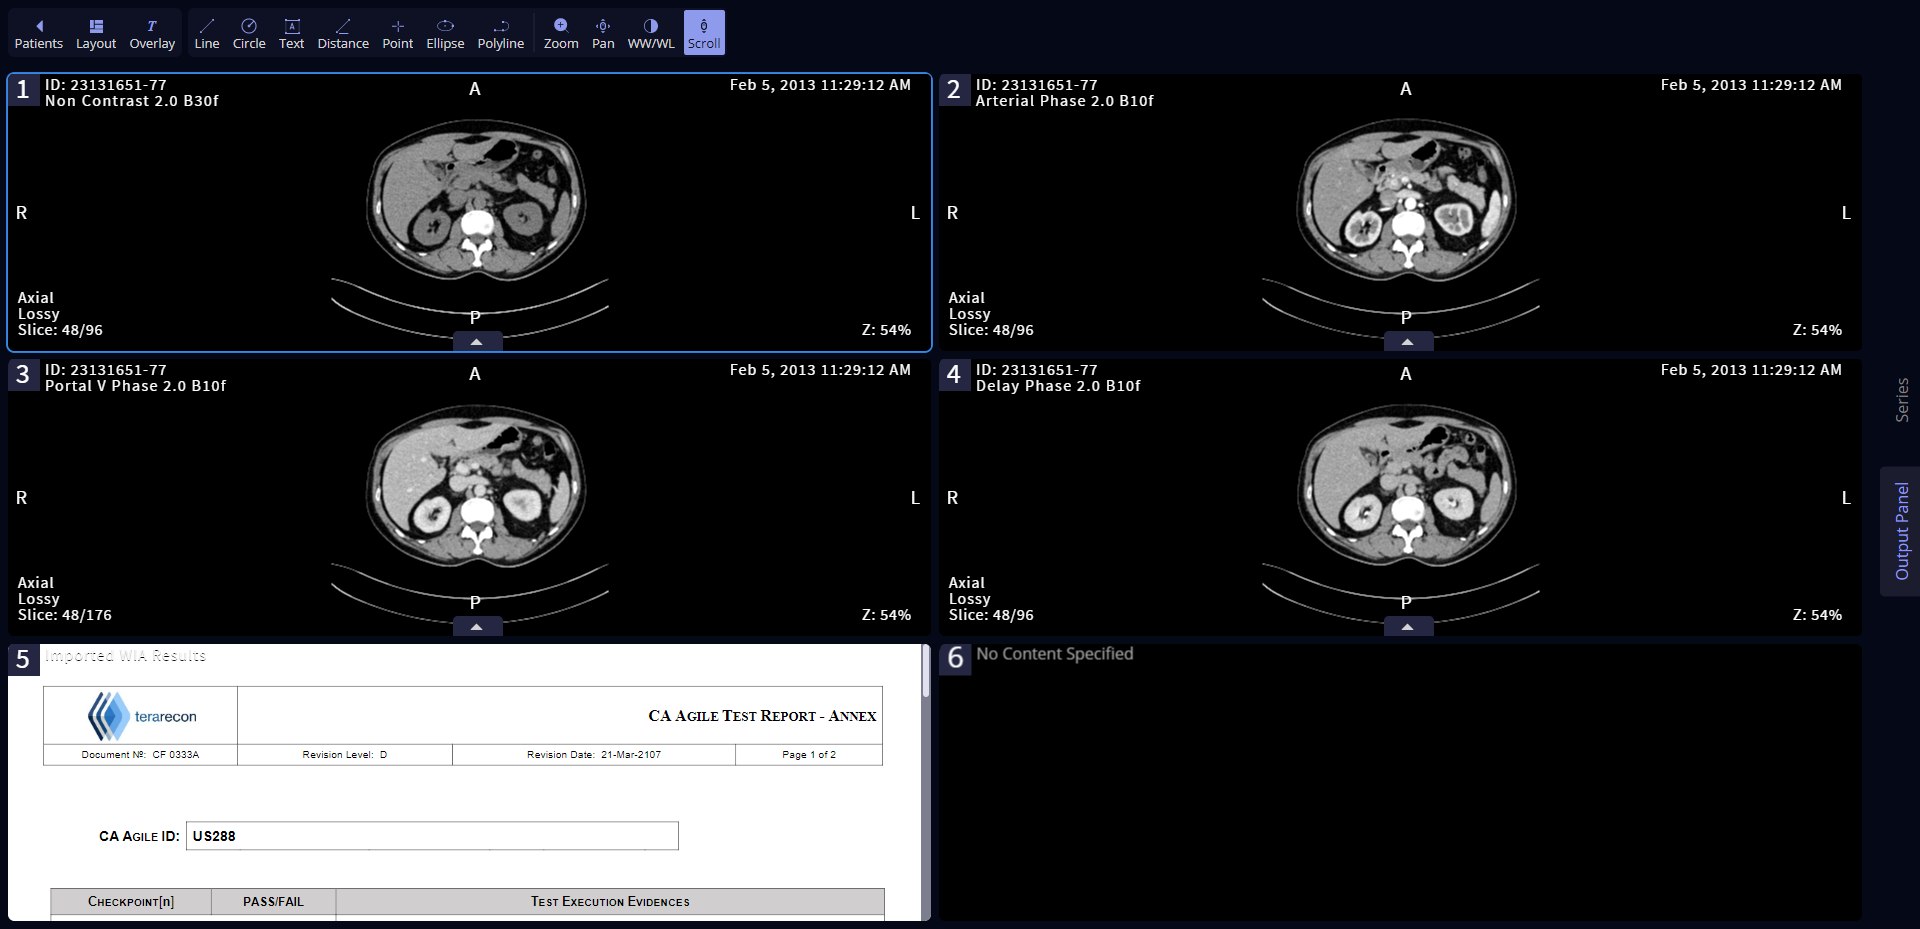 Patients Layout Overlay Line Circle Text Distance Point Ellipse Polyline Zoom Pan WW/WL Scroll
1
ID: 23131651-77
Non Contrast 2.0 B30f
A
Feb 5, 2013 11:29:12 AM
R
L
Axial
Lossy
Slice: 48/96
P
Z: 54%
2
ID: 23131651-77
Arterial Phase 2.0 B10f
A
Feb 5, 2013 11:29:12 AM
R
L
Axial
Lossy
Slice: 48/96
P
Z: 54%
3
ID: 23131651-77
Portal V Phase 2.0 B10f
A
Feb 5, 2013 11:29:12 AM
R
L
Axial
Lossy
Slice: 48/176
P
Z: 54%
4
ID: 23131651-77
Delay Phase 2.0 B10f
A
Feb 5, 2013 11:29:12 AM
R
L
Axial
Lossy
Slice: 48/96
P
Z: 54%
5
Imported WIA Results
terarecon
CA AGILE TEST REPORT - ANNEX
Document Nº: CF 0333A
Revision Level: D
Revision Date: 21-Mar-2107
Page 1 of 2
CA AGILE ID: US288
CHECKPOINT[N] PASS/FAIL TEST EXECUTION EVIDENCES
6
No Content Specified
Series
Output Panel